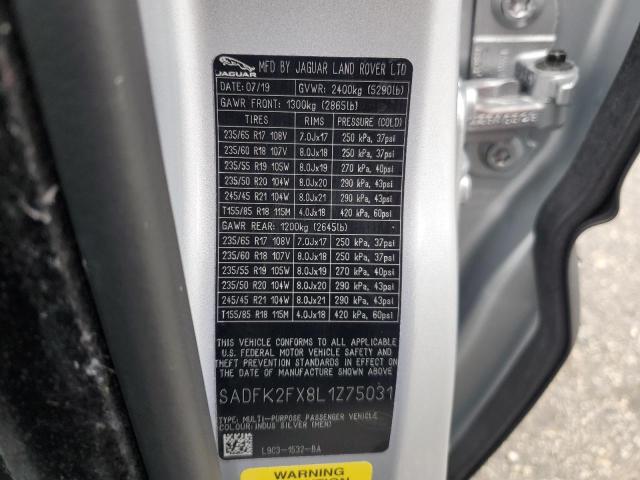 JAGUAR
MFD BY JAGUAR LAND ROVER LTD
DATE: 07/19 GVWR: 2400kg (5290lb)
GAWR FRONT: 1300kg (2865lb)
TIRES RIMS PRESSURE (COLD)
235/65 R17 108V 7.0Jx17 250 kPa, 37psi
235/60 R18 107V 8.0Jx18 250 kPa, 37psi
235/55 R19 105W 8.0Jx19 270 kPa, 40psi
235/50 R20 104W 8.0Jx20 290 kPa, 43psi
245/45 R21 104W 8.0Jx21 290 kPa, 43psi
T155/85 R18 115M 4.0Jx18 420 kPa, 60psi
GAWR REAR: 1200kg (2645lb)
235/65 R17 108V 7.0Jx17 250 kPa, 37psi
235/60 R18 107V 8.0Jx18 250 kPa, 37psi
235/55 R19 105W 8.0Jx19 270 kPa, 40psi
235/50 R20 104W 8.0Jx20 290 kPa, 43psi
245/45 R21 104W 8.0Jx21 290 kPa, 43psi
T155/85 R18 115M 4.0Jx18 420 kPa, 60psi
THIS VEHICLE CONFORMS TO ALL APPLICABLE
U.S. FEDERAL MOTOR VEHICLE SAFETY AND
THEFT PREVENTION STANDARDS IN EFFECT ON
THE DATE OF MANUFACTURE SHOWN ABOVE.
SADFK2FX8L1Z75031
TYPE: MULTI-PURPOSE PASSENGER VEHICLE
COLOUR: INDUS SILVER (MEN)
L9C3-1532-BA
WARNING